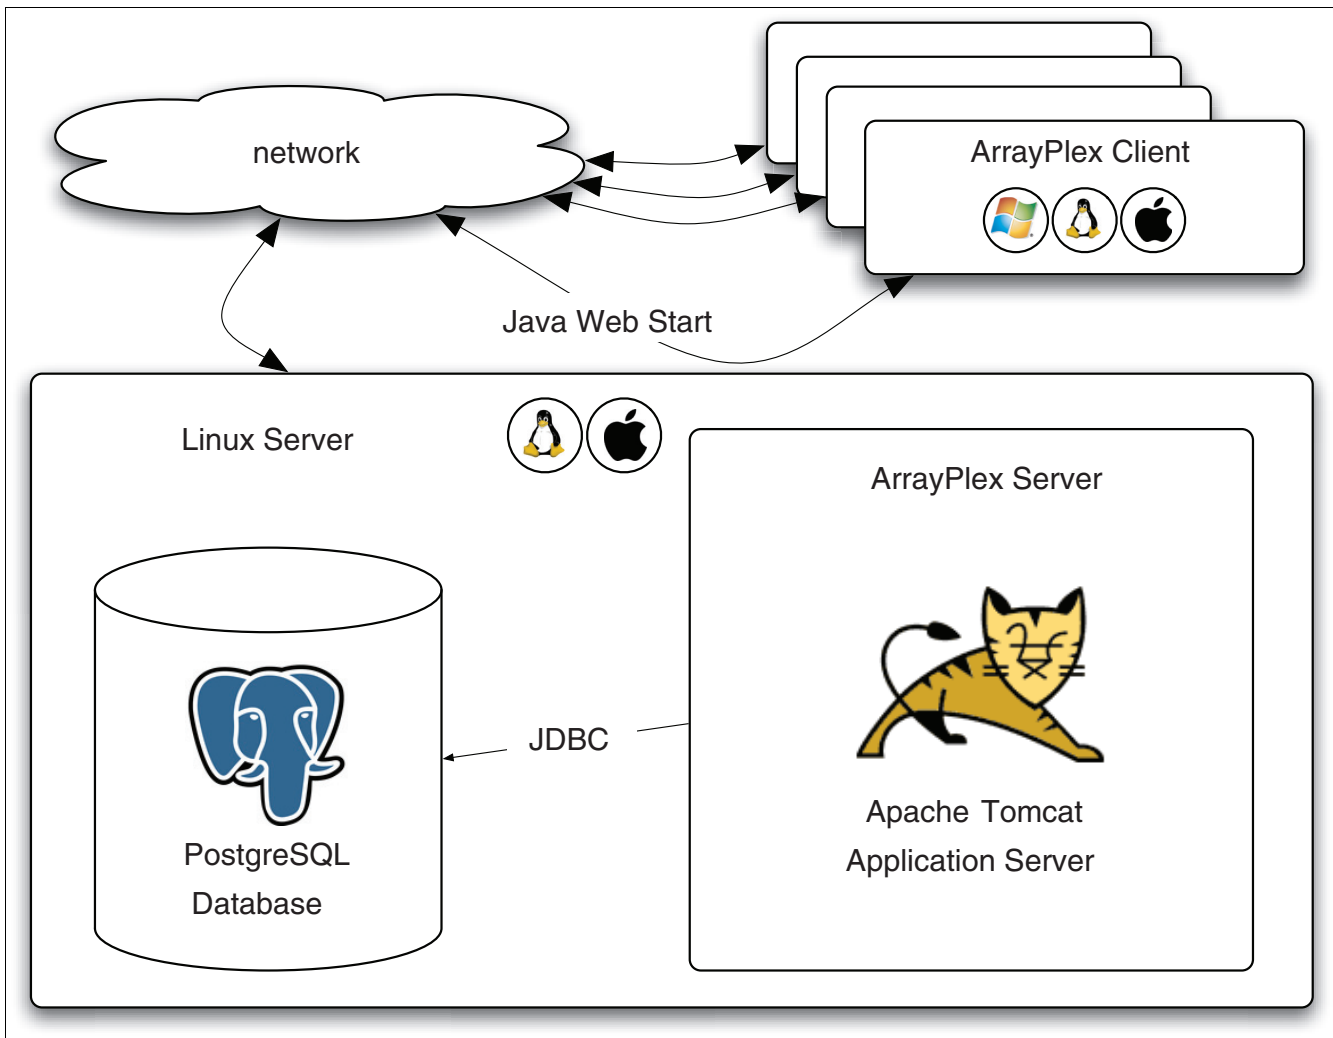 network
ArrayPlex Client
Java Web Start
Linux Server
ArrayPlex Server
JDBC
Apache Tomcat
Application Server
PostgreSQL
Database